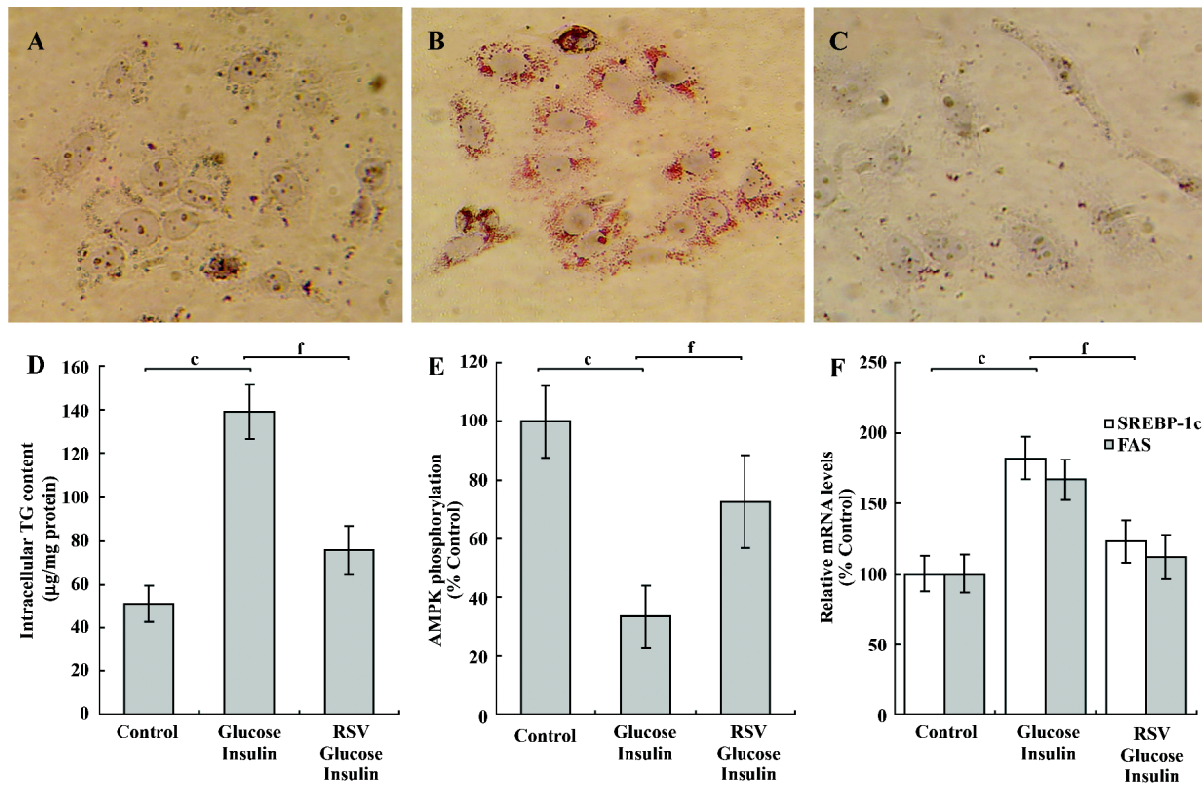 A
B
C
D
c
f
160
140
120
100
80
60
40
20
0
Intracellular TG content
(μg/mg protein)
Control
Glucose
Insulin
RSV
Glucose
Insulin
E
c
f
120
100
80
60
40
20
0
AMPK phosphorylation
(% Control)
Control
Glucose
Insulin
RSV
Glucose
Insulin
F
c
f
250
200
150
100
50
0
Relative mRNA levels
(% Control)
SREBP-1c
FAS
Control
Glucose
Insulin
RSV
Glucose
Insulin